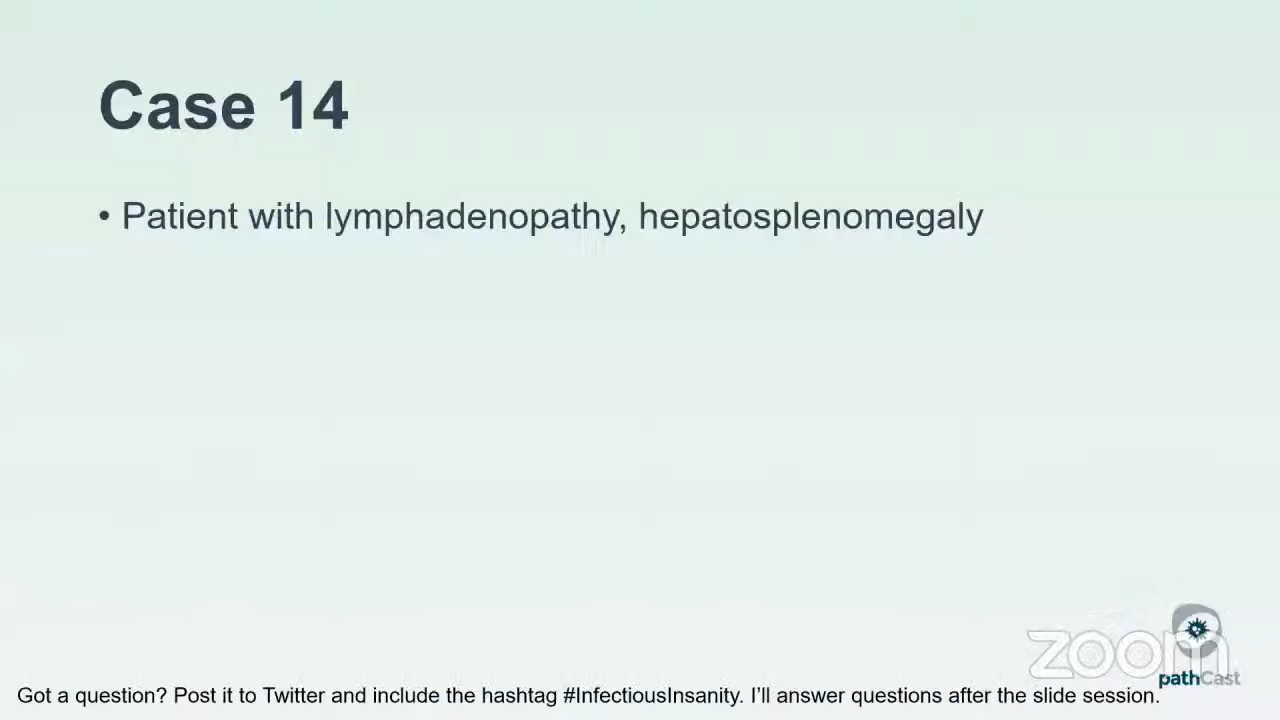 Case 14
• Patient with lymphadenopathy, hepatosplenomegaly
zoom
pathCast
Got a question? Post it to Twitter and include the hashtag #InfectiousInsanity. I’ll answer questions after the slide session.